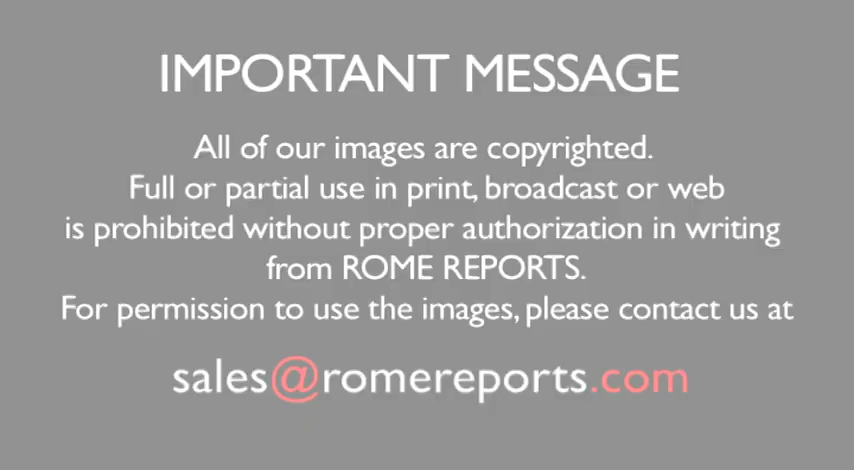 IMPORTANT MESSAGE
All of our images are copyrighted.
Full or partial use in print, broadcast or web
is prohibited without proper authorization in writing
from ROME REPORTS.
For permission to use the images, please contact us at
sales@romereports.com